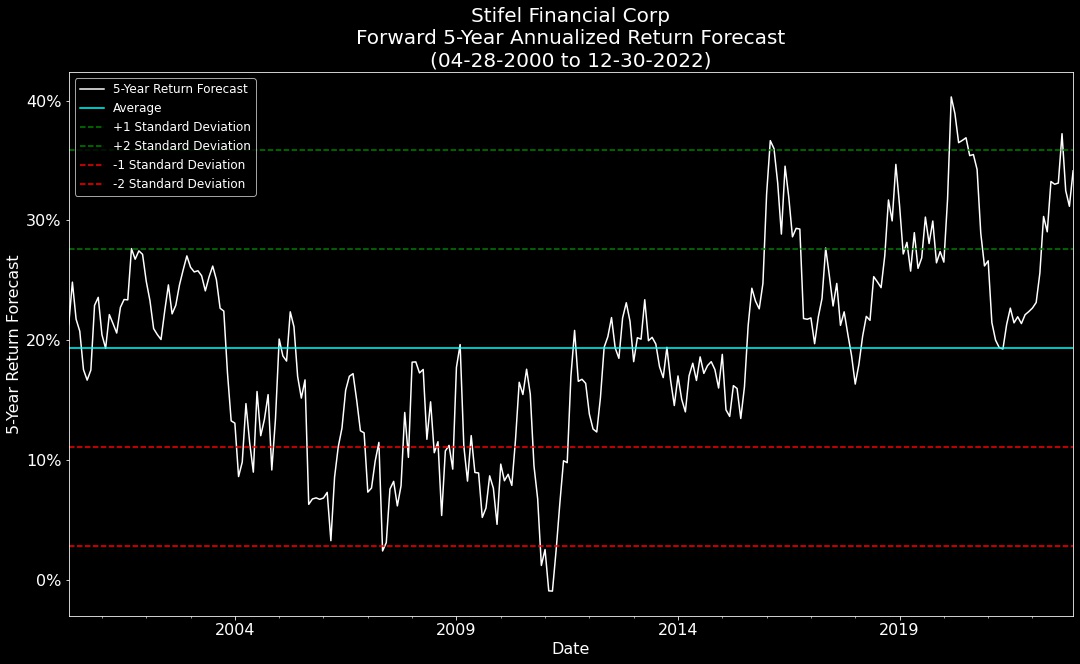 Stifel Financial Corp
Forward 5-Year Annualized Return Forecast
(04-28-2000 to 12-30-2022)
5-Year Return Forecast
Average
+1 Standard Deviation
+2 Standard Deviation
-1 Standard Deviation
-2 Standard Deviation
40%
30%
20%
10%
0%
5-Year Return Forecast
2004
2009
2014
2019
Date